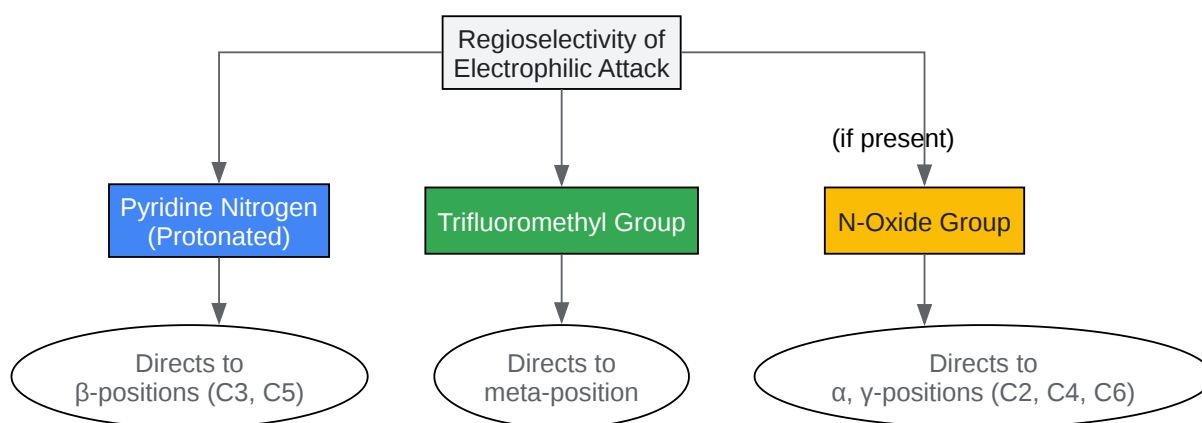 Regioselectivity of
Electrophilic Attack
(if present)
Pyridine Nitrogen
(Protonated)
Trifluoromethyl Group
N-Oxide Group
Directs to
β-positions (C3, C5)
Directs to
meta-position
Directs to
α, γ-positions (C2, C4, C6)